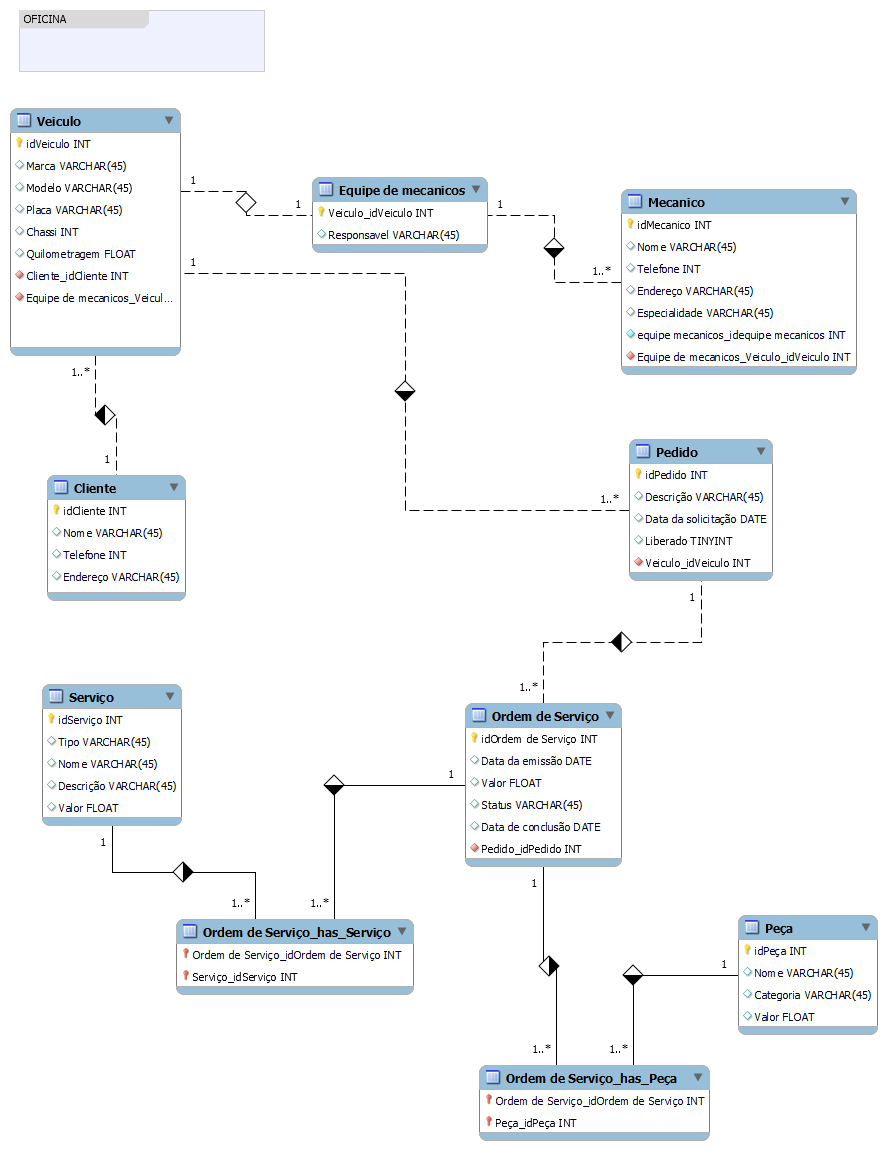 OFICINA
Veiculo
idVeiculo INT
Marca VARCHAR(45)
Modelo VARCHAR(45)
Placa VARCHAR(45)
Chassi INT
Quilometragem FLOAT
Cliente_idCliente INT
Equipe de mecanicos_Veicul...
1
1
Equipe de mecanicos
Veiculo_idVeiculo INT
Responsavel VARCHAR(45)
1
1..*
Mecanico
idMecanico INT
Nome VARCHAR(45)
Telefone INT
Endereço VARCHAR(45)
Especialidade VARCHAR(45)
equipe mecanicos_idequipe mecanicos INT
Equipe de mecanicos_Veiculo_idVeiculo INT
1
1..*
1..*
1
Cliente
idCliente INT
Nome VARCHAR(45)
Telefone INT
Endereço VARCHAR(45)
Pedido
idPedido INT
Descrição VARCHAR(45)
Data da solicitação DATE
Liberado TINYINT
Veiculo_idVeiculo INT
1
1..*
Serviço
idServiço INT
Tipo VARCHAR(45)
Nome VARCHAR(45)
Descrição VARCHAR(45)
Valor FLOAT
Ordem de Serviço
idOrdem de Serviço INT
Data da emissão DATE
Valor FLOAT
Status VARCHAR(45)
Data de conclusão DATE
Pedido_idPedido INT
1
1
1..*
1..*
Ordem de Serviço_has_Serviço
Ordem de Serviço_idOrdem de Serviço INT
Serviço_idServiço INT
1
Peça
idPeça INT
Nome VARCHAR(45)
Categoria VARCHAR(45)
Valor FLOAT
1
1..*
1..*
Ordem de Serviço_has_Peça
Ordem de Serviço_idOrdem de Serviço INT
Peça_idPeça INT